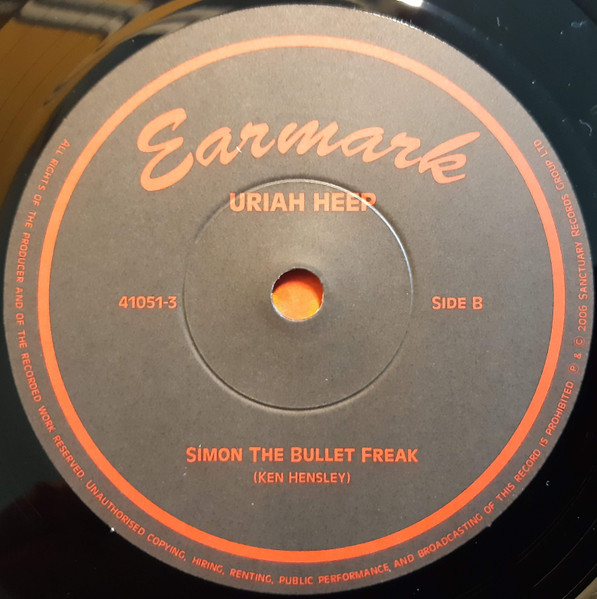 Earmark
URIAH HEEP
41051-3
SIDE B
SIMON THE BULLET FREAK
(KEN HENSLEY)
ALL RIGHTS OF THE PRODUCER AND OF THE RECORDED WORK RESERVED. UNAUTHORISED COPYING, HIRING, RENTING, PUBLIC PERFORMANCE AND BROADCASTING OF THIS RECORD IS PROHIBITED. ℗ & © 2006 SANCTUARY RECORDS GROUP LTD